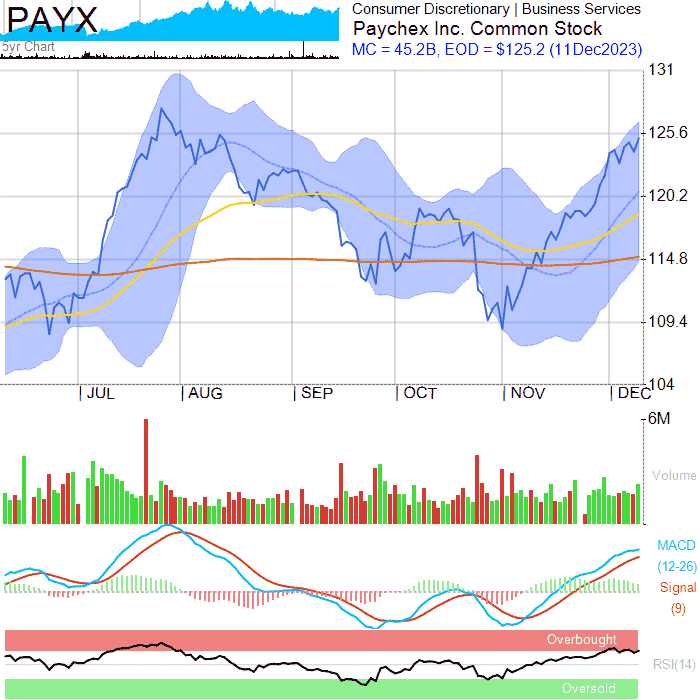 PAYX
5yr Chart
Consumer Discretionary | Business Services
Paychex Inc. Common Stock
MC = 45.2B, EOD = $125.2 (11Dec2023)
131
125.6
120.2
114.8
109.4
104
JUL
AUG
SEP
OCT
NOV
DEC
6M
Volume
MACD
(12-26)
Signal
(9)
Overbought
RSI(14)
Oversold